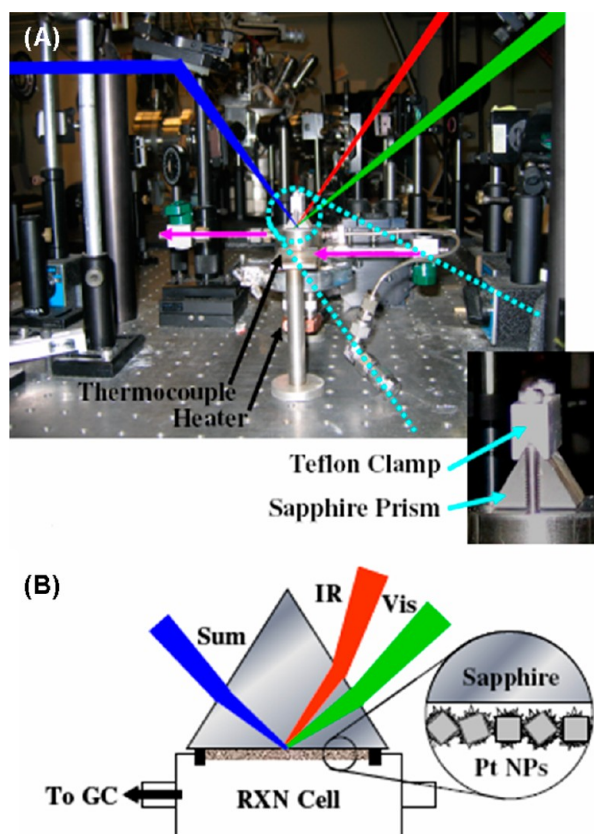 (A)
Thermocouple
Heater
Teflon Clamp
Sapphire Prism
(B)
IR
Vis
Sum
Sapphire
Pt NPs
To GC
RXN Cell